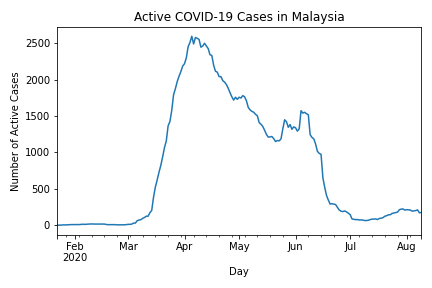 Active COVID-19 Cases in Malaysia
Number of Active Cases
2500
2000
1500
1000
500
0
Feb Mar Apr May Jun Jul Aug
2020
Day